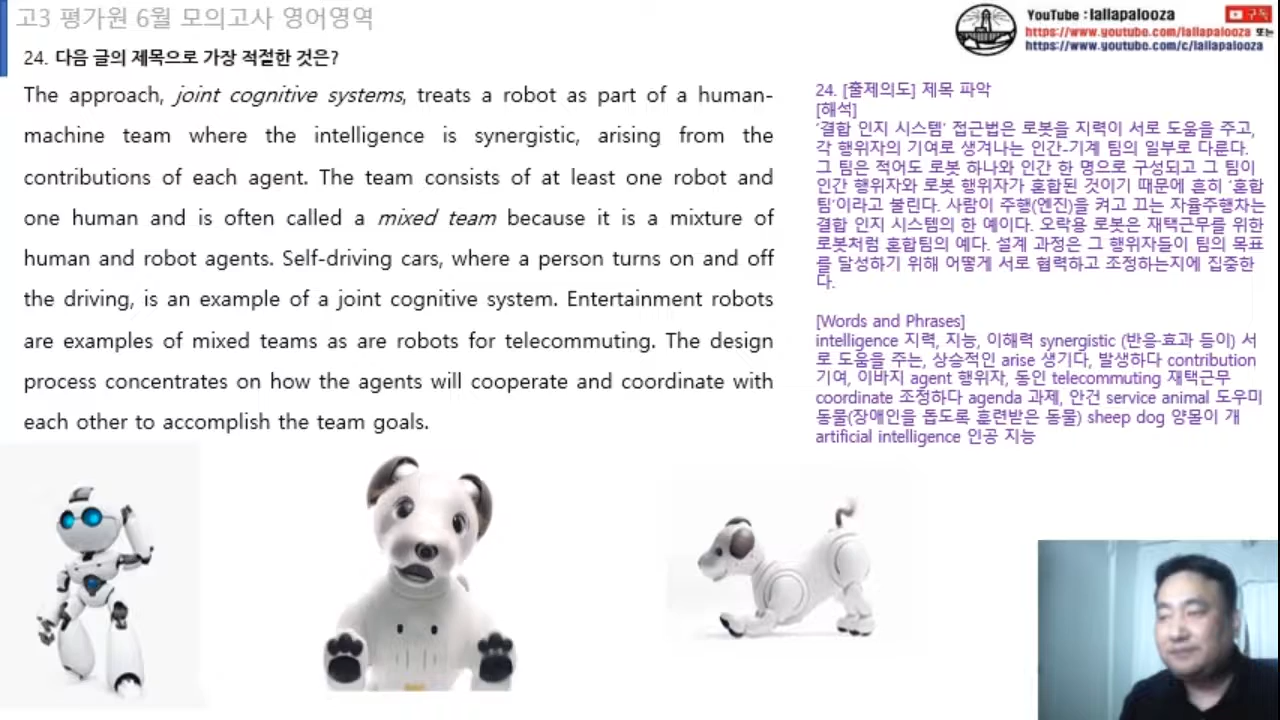 고3 평가원 6월 모의고사 영어영역
YouTube : lallapalooza
구독
https://www.youtube.com/lallapalooza 또는
https://www.youtube.com/c/lallapalooza
24. 다음 글의 제목으로 가장 적절한 것은?
The approach, joint cognitive systems, treats a robot as part of a human-
machine team where the intelligence is synergistic, arising from the
contributions of each agent. The team consists of at least one robot and
one human and is often called a mixed team because it is a mixture of
human and robot agents. Self-driving cars, where a person turns on and off
the driving, is an example of a joint cognitive system. Entertainment robots
are examples of mixed teams as are robots for telecommuting. The design
process concentrates on how the agents will cooperate and coordinate with
each other to accomplish the team goals.
24. [출제의도] 제목 파악
[해석]
‘결합 인지 시스템’ 접근법은 로봇을 지력이 서로 도움을 주고,
각 행위자의 기여로 생겨나는 인간-기계 팀의 일부로 다룬다.
그 팀은 적어도 로봇 하나와 인간 한 명으로 구성되고 그 팀이
인간 행위자와 로봇 행위자가 혼합된 것이기 때문에 흔히 ‘혼합
팀’이라고 불린다. 사람이 주행(엔진)을 켜고 끄는 자율주행차는
결합 인지 시스템의 한 예이다. 오락용 로봇은 재택근무를 위한
로봇처럼 혼합팀의 예다. 설계 과정은 그 행위자들이 팀의 목표
를 달성하기 위해 어떻게 서로 협력하고 조정하는지에 집중한
다.
[Words and Phrases]
intelligence 지력, 지능, 이해력 synergistic (반응·효과 등이) 서
로 도움을 주는, 상승적인 arise 생기다, 발생하다 contribution
기여, 이바지 agent 행위자, 동인 telecommuting 재택근무
coordinate 조정하다 agenda 과제, 안건 service animal 도우미
동물(장애인을 돕도록 훈련받은 동물) sheep dog 양몰이 개
artificial intelligence 인공 지능